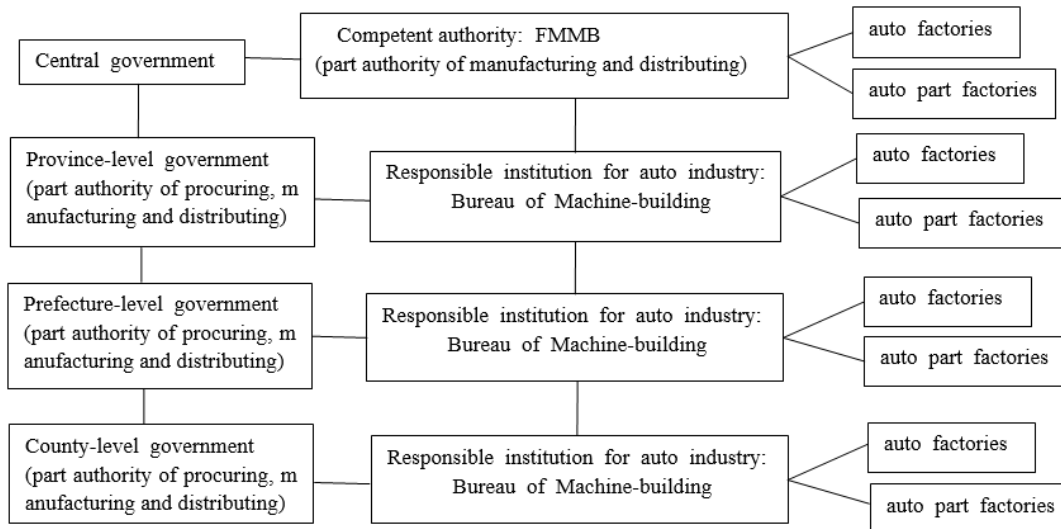 Central government
Competent authority: FMMB
(part authority of manufacturing and distributing)
auto factories
auto part factories
Province-level government
(part authority of procuring, m
anufacturing and distributing)
Responsible institution for auto industry:
Bureau of Machine-building
auto factories
auto part factories
Prefecture-level government
(part authority of procuring, m
anufacturing and distributing)
Responsible institution for auto industry:
Bureau of Machine-building
auto factories
auto part factories
County-level government
(part authority of procuring, m
anufacturing and distributing)
Responsible institution for auto industry:
Bureau of Machine-building
auto factories
auto part factories